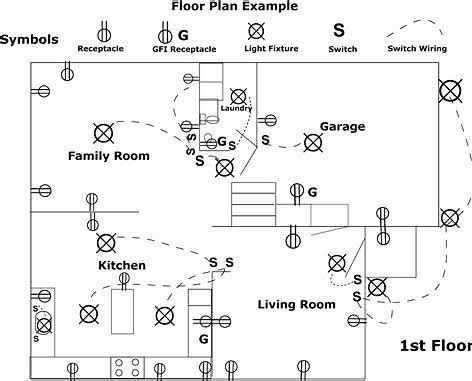 Floor Plan Example
Symbols
G
S
Receptacle
GFI Receptacle
Light Fixture
Switch
Switch Wiring
Laundry
Garage
S
S
G
S
S
S
Family Room
G
Kitchen
S S
Living Room
S
S
S
S
G
1st Floor